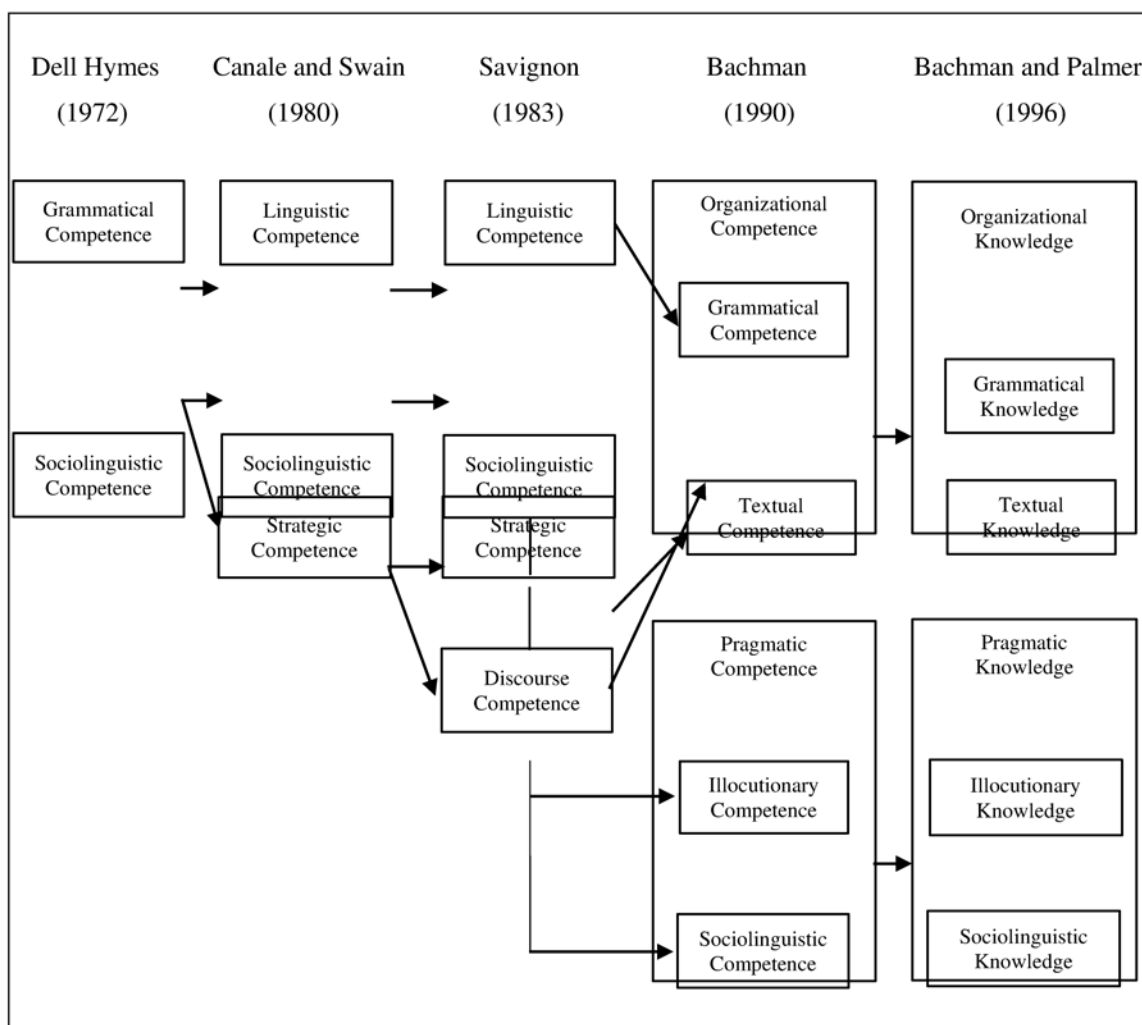 Dell Hymes
(1972)
Canale and Swain
(1980)
Savignon
(1983)
Bachman
(1990)
Bachman and Palmer
(1996)
Grammatical
Competence
Sociolinguistic
Competence
Linguistic
Competence
Sociolinguistic
Competence
Strategic
Competence
Linguistic
Competence
Sociolinguistic
Competence
Strategic
Competence
Discourse
Competence
Organizational
Competence
Grammatical
Competence
Textual
Competence
Pragmatic
Competence
Illocutionary
Competence
Sociolinguistic
Competence
Organizational
Knowledge
Grammatical
Knowledge
Textual
Knowledge
Pragmatic
Knowledge
Illocutionary
Knowledge
Sociolinguistic
Knowledge